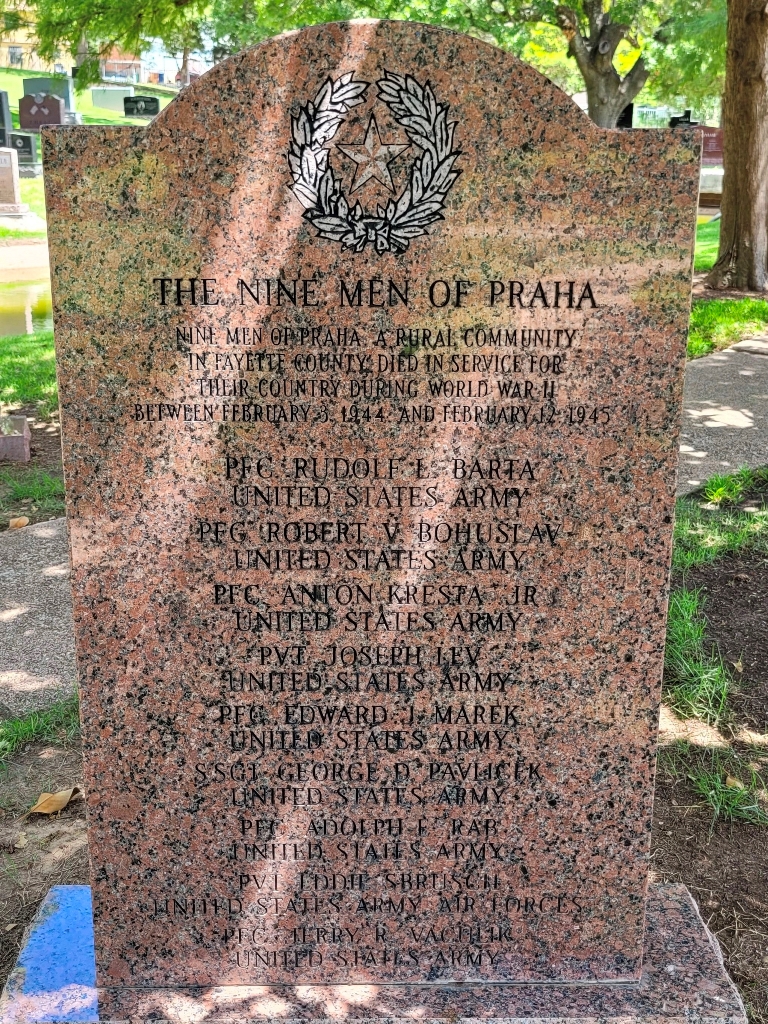 THE NINE MEN OF PRAHA
NINE MEN OF PRAHA, A RURAL COMMUNITY
IN FAYETTE COUNTY, DIED IN SERVICE FOR
THEIR COUNTRY DURING WORLD WAR II
BETWEEN FEBRUARY 3, 1944, AND FEBRUARY 12, 1945
PFC. RUDOLF L. BARTA
UNITED STATES ARMY
PFC. ROBERT V. BOHUSLAV
UNITED STATES ARMY
PFC. ANTON KRESTA, JR.
UNITED STATES ARMY
PVT. JOSEPH LEV
UNITED STATES ARMY
PFC. EDWARD J. MAREK
UNITED STATES ARMY
S.SGT. GEORGE D. PAVLICEK
UNITED STATES ARMY
PFC. ADOLPH E. RAB
UNITED STATES ARMY
PVT. EDDIE SBRUSCH
UNITED STATES ARMY AIR FORCES
PFC. JERRY R. VACLIIK
UNITED STATES ARMY